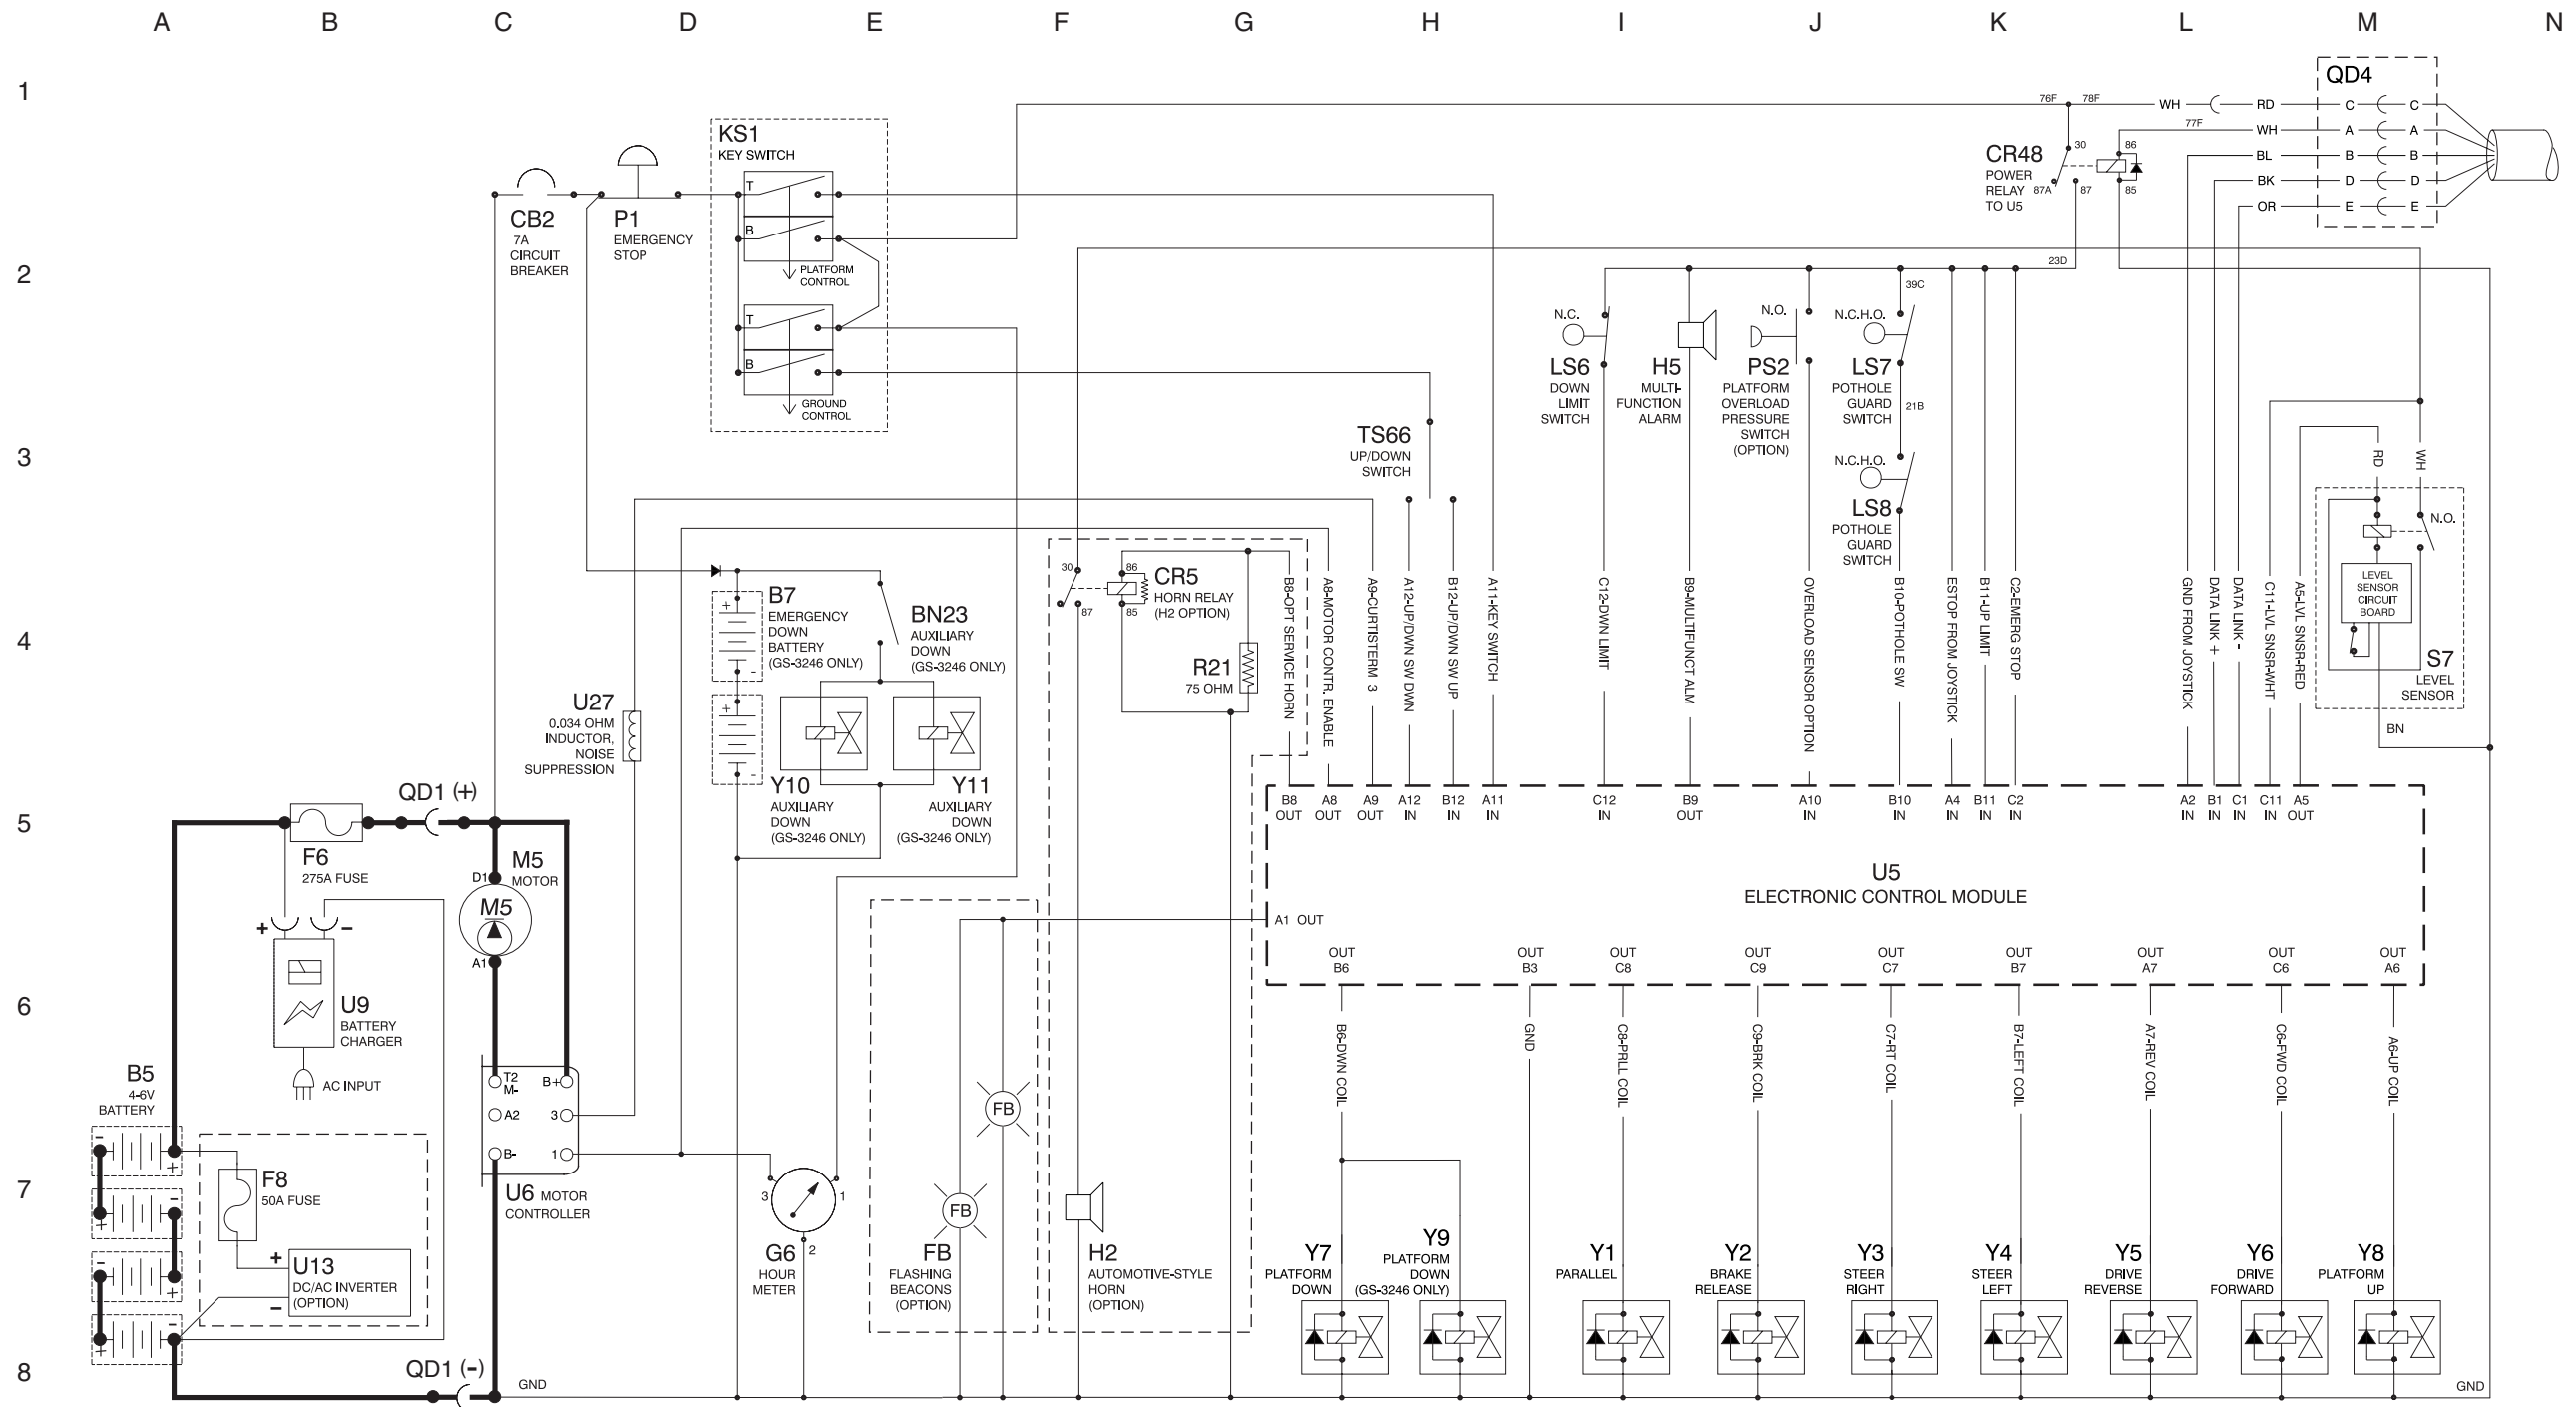 A B C D E F G H I J K L M N
1
2
3
4
5
6
7
8
QD4
76F 78F
WH RD C C
77F
WH A A
BL B B
BK D D
OR E E
CR48
POWER
RELAY
TO U5
30
87A
87
86
85
KS1
KEY SWITCH
T
B
PLATFORM
CONTROL
T
B
GROUND
CONTROL
CB2
7A
CIRCUIT
BREAKER
P1
EMERGENCY
STOP
23D
N.C.
LS6
DOWN
LIMIT
SWITCH
H5
MULTI-
FUNCTION
ALARM
N.O.
PS2
PLATFORM
OVERLOAD
PRESSURE
SWITCH
(OPTION)
39C
N.C.H.O.
LS7
POTHOLE
GUARD
SWITCH
21B
N.C.H.O.
LS8
POTHOLE
GUARD
SWITCH
TS66
UP/DOWN
SWITCH
RD
WH
N.O.
LEVEL
SENSOR
CIRCUIT
BOARD
S7
LEVEL
SENSOR
BN
B7
EMERGENCY
DOWN
BATTERY
(GS-3246 ONLY)
+
-
+
-
BN23
AUXILIARY
DOWN
(GS-3246 ONLY)
30
87
86
85
CR5
HORN RELAY
(H2 OPTION)
R21
75 OHM
U27
0.034 OHM
INDUCTOR,
NOISE
SUPPRESSION
Y10
AUXILIARY
DOWN
(GS-3246 ONLY)
Y11
AUXILIARY
DOWN
(GS-3246 ONLY)
B8-OPT SERVICE HORN
A8-MOTOR CONTR. ENABLE
A9-CURTISTERM 3
A12-UP/DWN SW DWN
B12-UP/DWN SW UP
A11-KEY SWITCH
C12-DWN LIMIT
B9-MULTIFUNCT ALM
OVERLOAD SENSOR OPTION
B10-POTHOLE SW
ESTOP FROM JOYSTICK
B11-UP LIMIT
C2-EMERG STOP
GND FROM JOYSTICK
DATA LINK +
DATA LINK -
C11-LVL SNSR-WHT
A5-LVL SNSR-RED
B8 A8 A9 A12 B12 A11 C12 B9 A10 B10 A4 B11 C2 A2 B1 C1 C11 A5
OUT OUT OUT IN IN IN IN OUT IN IN IN IN IN IN IN IN IN OUT
U5
ELECTRONIC CONTROL MODULE
A1 OUT
OUT OUT OUT OUT OUT OUT OUT OUT OUT
B6 B3 C8 C9 C7 B7 A7 C6 A6
QD1 (+)
F6
275A FUSE
D1
M5
MOTOR
M5
A1
+ -
U9
BATTERY
CHARGER
AC INPUT
B5
4-6V
BATTERY
-
+
-
+
-
+
-
+
F8
50A FUSE
+
U13
DC/AC INVERTER
(OPTION)
-
T2
M-
B+
A2
3
B-
1
U6 MOTOR
CONTROLLER
3
1
2
G6
HOUR
METER
FB
FB
FB
FLASHING
BEACONS
(OPTION)
H2
AUTOMOTIVE-STYLE
HORN
(OPTION)
B6-DWN COIL
GND
C8-PRLL COIL
C9-BRK COIL
C7-RT COIL
B7-LEFT COIL
A7-REV COIL
C6-FWD COIL
A6-UP COIL
Y7
PLATFORM
DOWN
Y9
PLATFORM
DOWN
(GS-3246 ONLY)
Y1
PARALLEL
Y2
BRAKE
RELEASE
Y3
STEER
RIGHT
Y4
STEER
LEFT
Y5
DRIVE
REVERSE
Y6
DRIVE
FORWARD
Y8
PLATFORM
UP
QD1 (-)
GND
GND